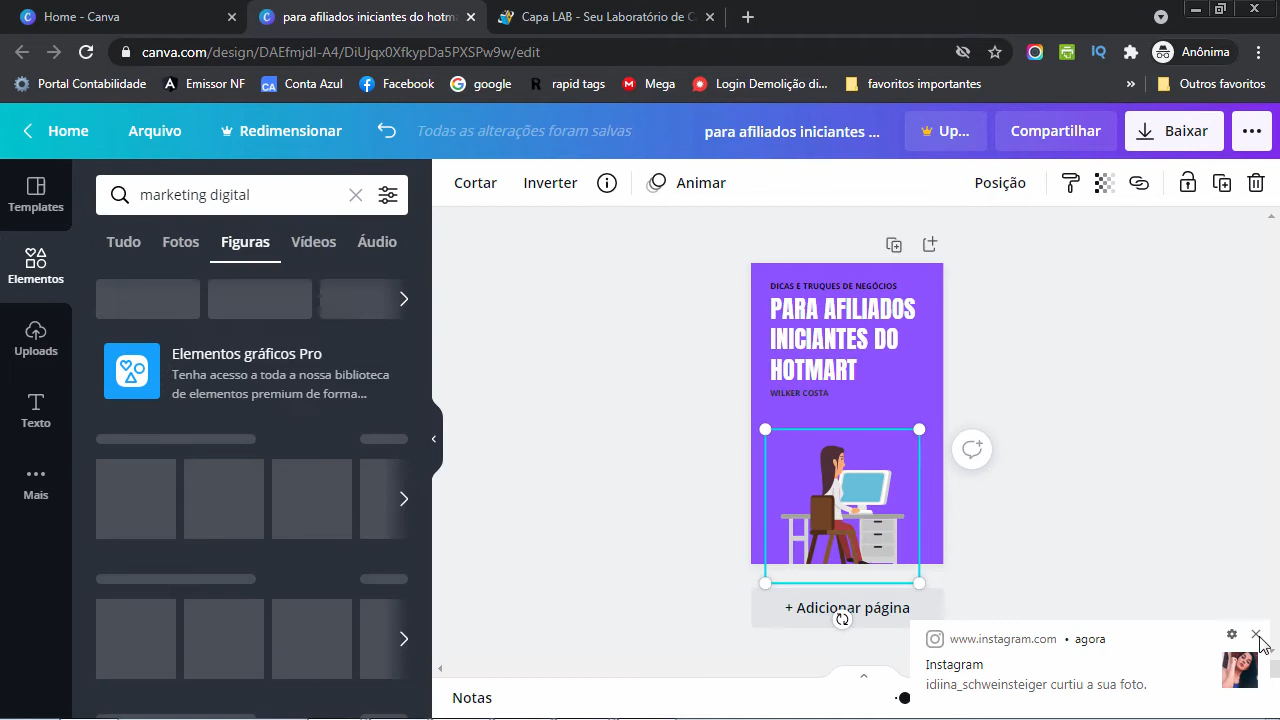 Home - Canva
para afiliados iniciantes do hotma
Capa LAB - Seu Laboratório de C
canva.com/design/DAEfmjdI-A4/DiUjqx0XfkypDa5PXSPw9w/edit
Anônima
Portal Contabilidade
Emissor NF
CA
Conta Azul
Facebook
google
rapid tags
Mega
Login Demolição di...
favoritos importantes
»
Outros favoritos
Home
Arquivo
Redimensionar
Todas as alterações foram salvas
para afiliados iniciantes ...
Up...
Compartilhar
Baixar
Templates
Elementos
Uploads
Texto
Mais
marketing digital
Tudo
Fotos
Figuras
Vídeos
Áudio
Elementos gráficos Pro
Tenha acesso a toda a nossa biblioteca
de elementos premium de forma...
Cortar
Inverter
Animar
Posição
DICAS E TRUQUES DE NEGÓCIOS
PARA AFILIADOS
INICIANTES DO
HOTMART
WILKER COSTA
+ Adicionar página
Notas
www.instagram.com • agora
Instagram
idiina_schweinsteiger curtiu a sua foto.